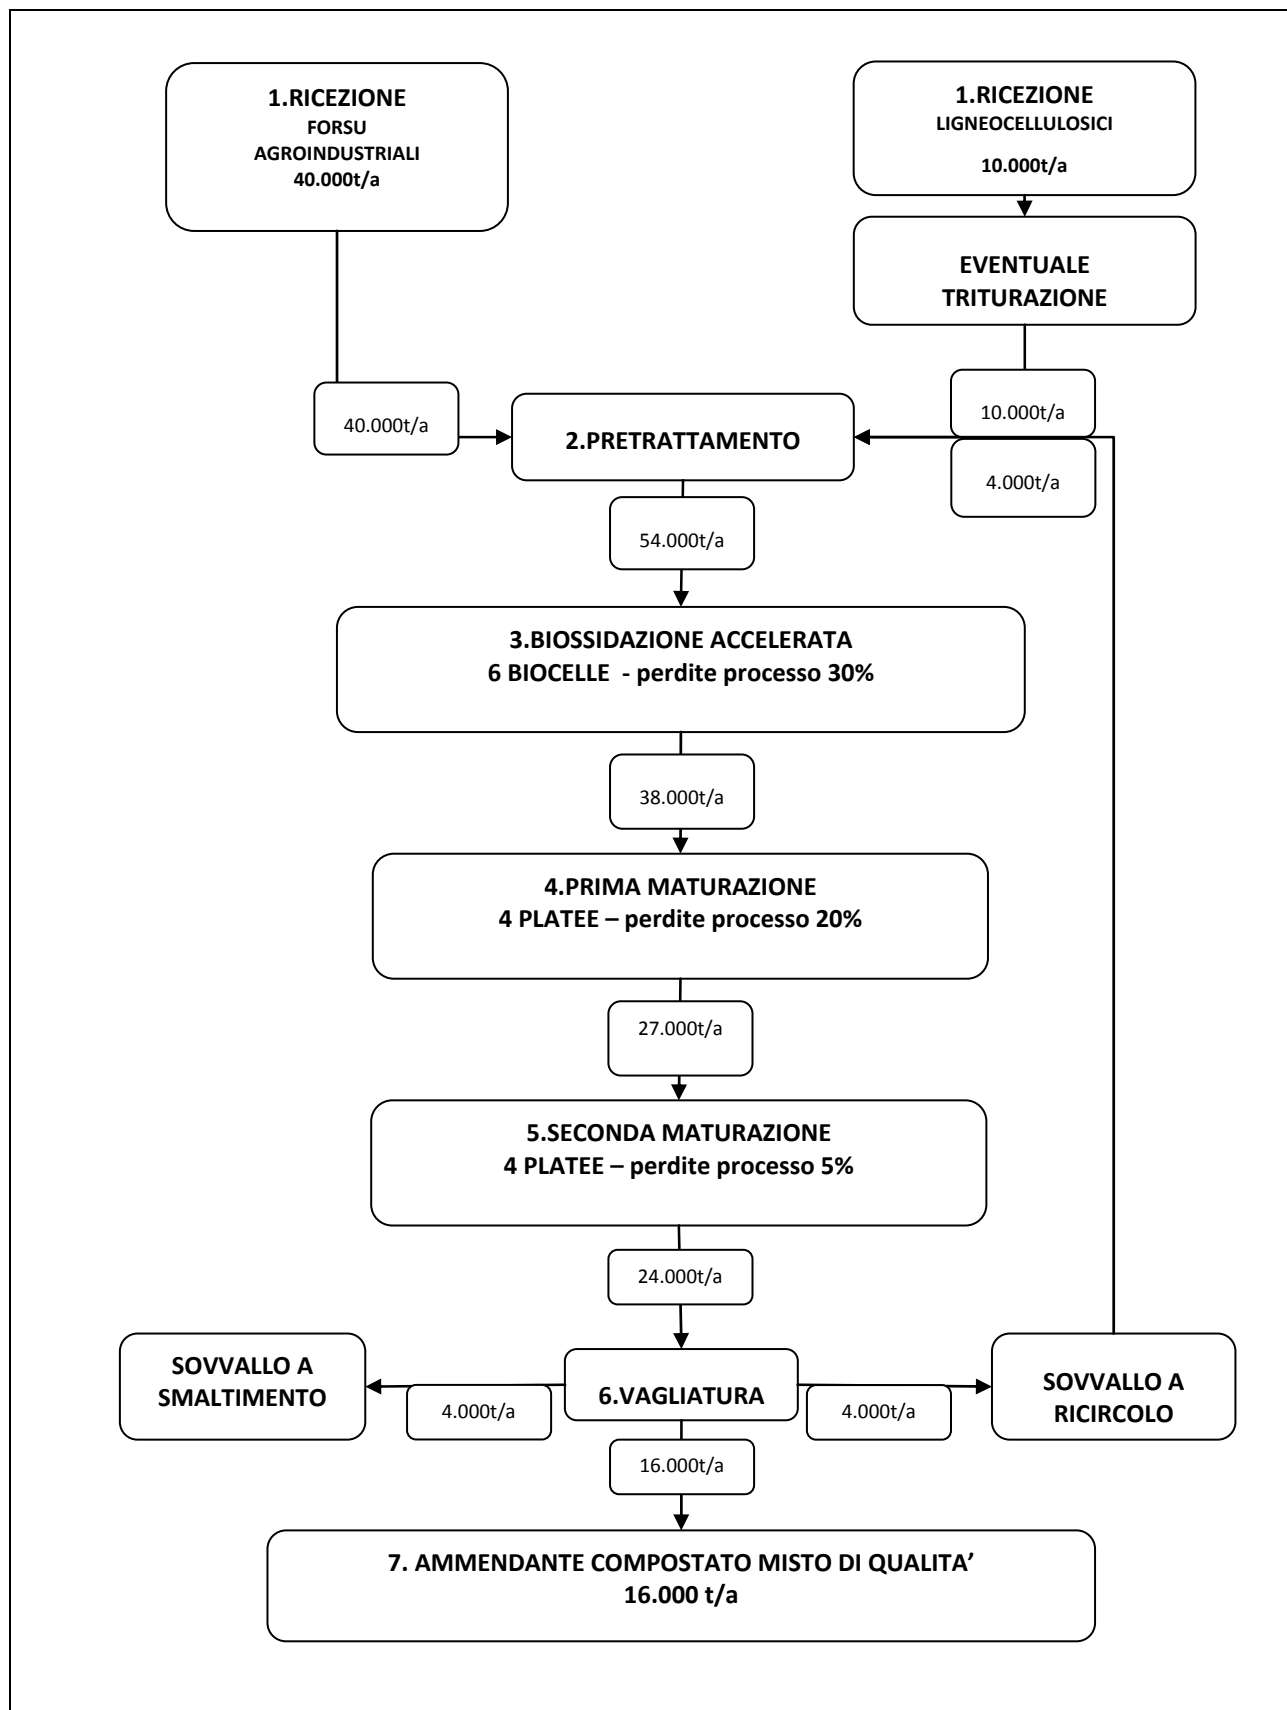 1.RICEZIONE
FORSU
AGROINDUSTRIALI
40.000t/a
1.RICEZIONE
LIGNEOCELLULOSICI
10.000t/a
EVENTUALE
TRITURAZIONE
40.000t/a
2.PRETRATTAMENTO
10.000t/a
4.000t/a
54.000t/a
3.BIOSSIDAZIONE ACCELERATA
6 BIOCELLE - perdite processo 30%
38.000t/a
4.PRIMA MATURAZIONE
4 PLATEE – perdite processo 20%
27.000t/a
5.SECONDA MATURAZIONE
4 PLATEE – perdite processo 5%
24.000t/a
SOVVALLO A
SMALTIMENTO
4.000t/a
6.VAGLIATURA
4.000t/a
SOVVALLO A
RICIRCOLO
16.000t/a
7. AMMENDANTE COMPOSTATO MISTO DI QUALITA’
16.000 t/a